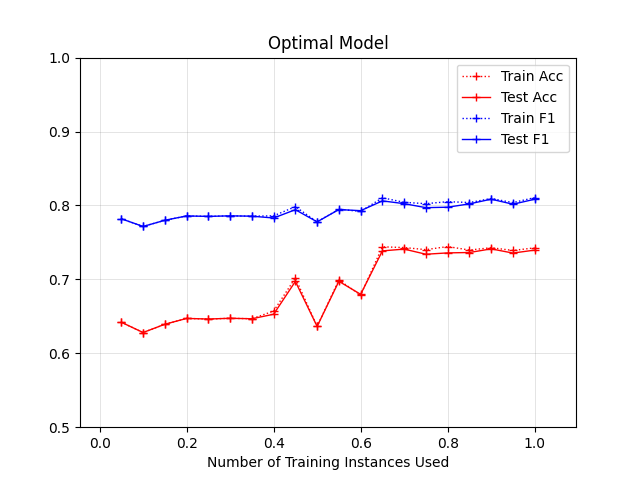 Optimal Model
1.0
0.9
0.8
0.7
0.6
0.5
Train Acc
Test Acc
Train F1
Test F1
0.0 0.2 0.4 0.6 0.8 1.0
Number of Training Instances Used